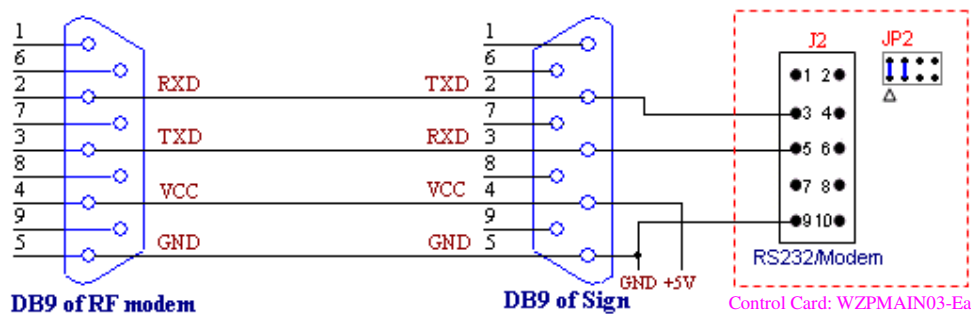 1
6
2
7
3
8
4
9
5
RXD
TXD
VCC
GND
DB9 of RF modem
TXD
RXD
VCC
GND
1
6
2
7
3
8
4
9
5
DB9 of Sign
GND +5V
J2
JP2
1 2
3 4
5 6
7 8
9 10
RS232/Modem
Control Card: WZPMAIN03-Ea